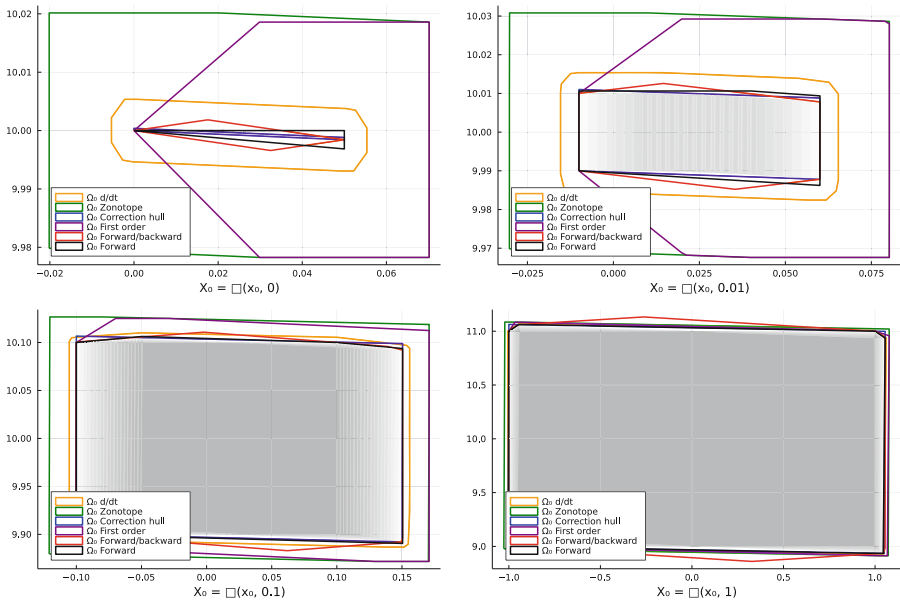 10.02
10.01
10.00
9.99
9.98
−0.02
0.00
0.02
0.04
0.06
Ω₀ d/dt
Ω₀ Zonotope
Ω₀ Correction hull
Ω₀ First order
Ω₀ Forward/backward
Ω₀ Forward
X₀ = □(x₀, 0)
10.03
10.02
10.01
10.00
9.99
9.98
9.97
−0.025
0.000
0.025
0.050
0.075
Ω₀ d/dt
Ω₀ Zonotope
Ω₀ Correction hull
Ω₀ First order
Ω₀ Forward/backward
Ω₀ Forward
X₀ = □(x₀, 0.01)
10.10
10.05
10.00
9.95
9.90
−0.10
−0.05
0.00
0.05
0.10
0.15
Ω₀ d/dt
Ω₀ Zonotope
Ω₀ Correction hull
Ω₀ First order
Ω₀ Forward/backward
Ω₀ Forward
X₀ = □(x₀, 0.1)
11.0
10.5
10.0
9.5
9.0
−1.0
−0.5
0.0
0.5
1.0
Ω₀ d/dt
Ω₀ Zonotope
Ω₀ Correction hull
Ω₀ First order
Ω₀ Forward/backward
Ω₀ Forward
X₀ = □(x₀, 1)